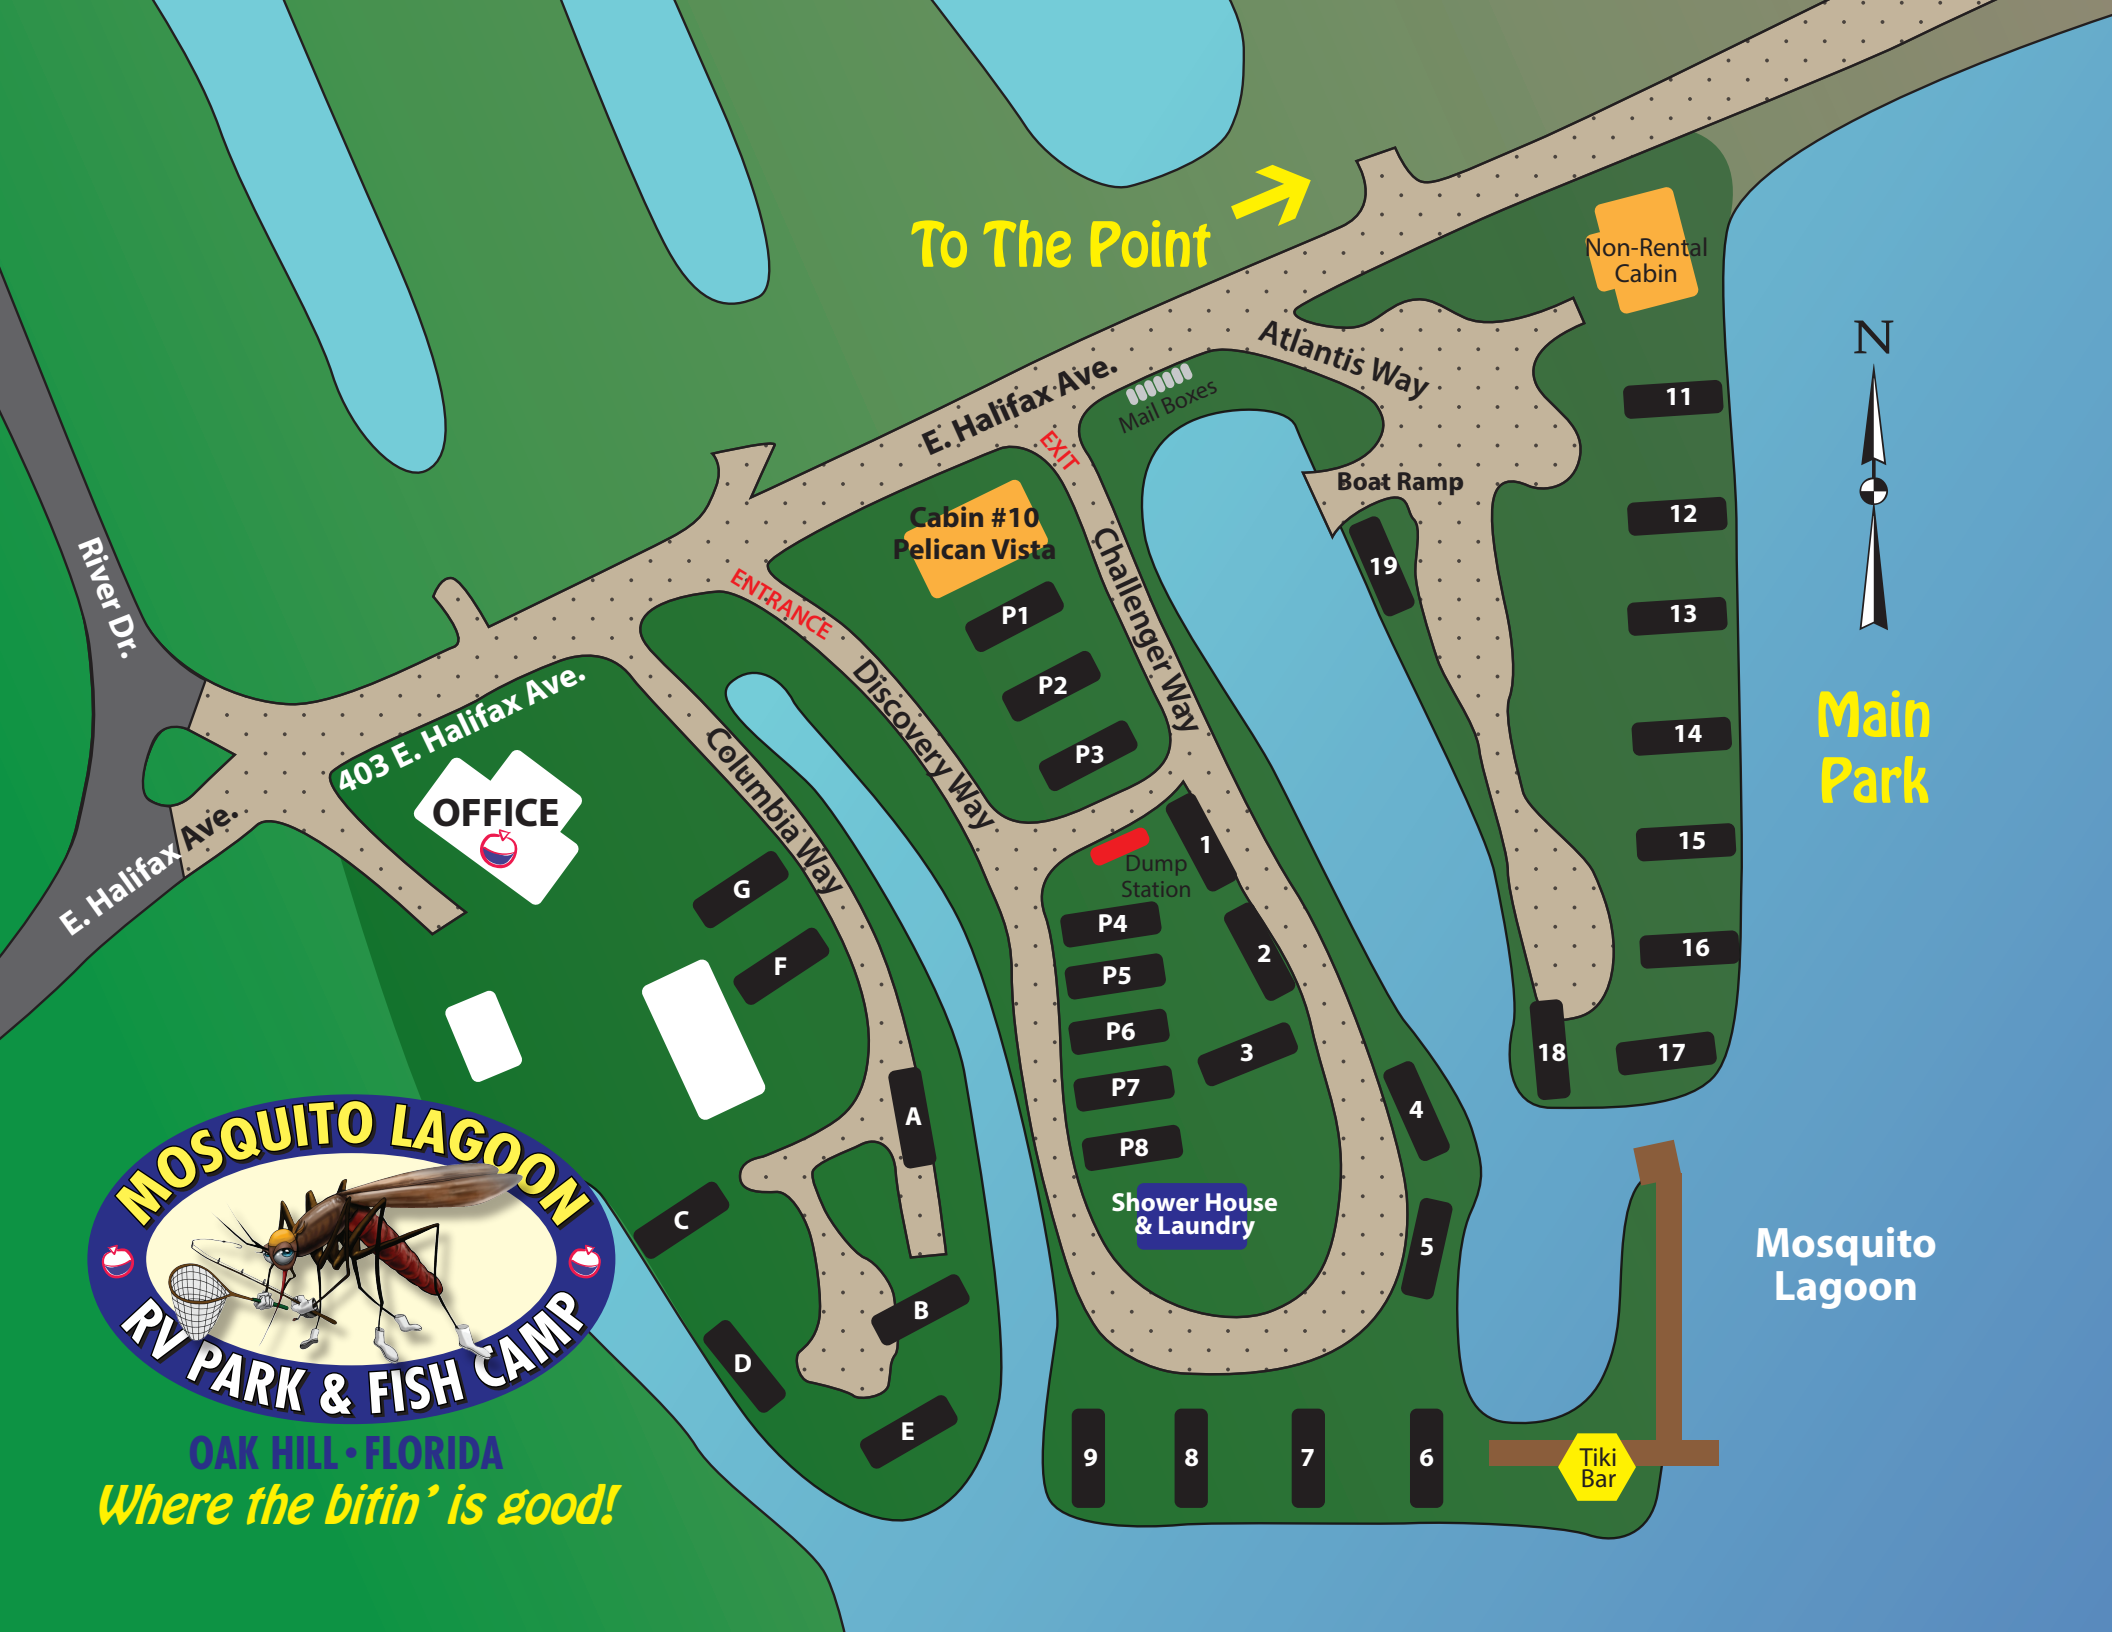 To The Point
Non-Rental
Cabin
N
Atlantis Way
E. Halifax Ave.
Mail Boxes
EXIT
11
Boat Ramp
12
Cabin #10
Pelican Vista
19
River Dr.
ENTRANCE
P1
13
Challenger Way
Discovery Way
P2
403 E. Halifax Ave.
Main
Park
14
P3
Columbia Way
OFFICE
E. Halifax Ave.
1
15
Dump
Station
G
P4
2
16
F
P5
P6
3
18
17
P7
A
4
P8
MOSQUITO LAGOON
RV PARK & FISH CAMP
OAK HILL • FLORIDA
Where the bitin' is good!
C
Shower House
& Laundry
5
Mosquito
Lagoon
B
D
E
9
8
7
6
Tiki
Bar